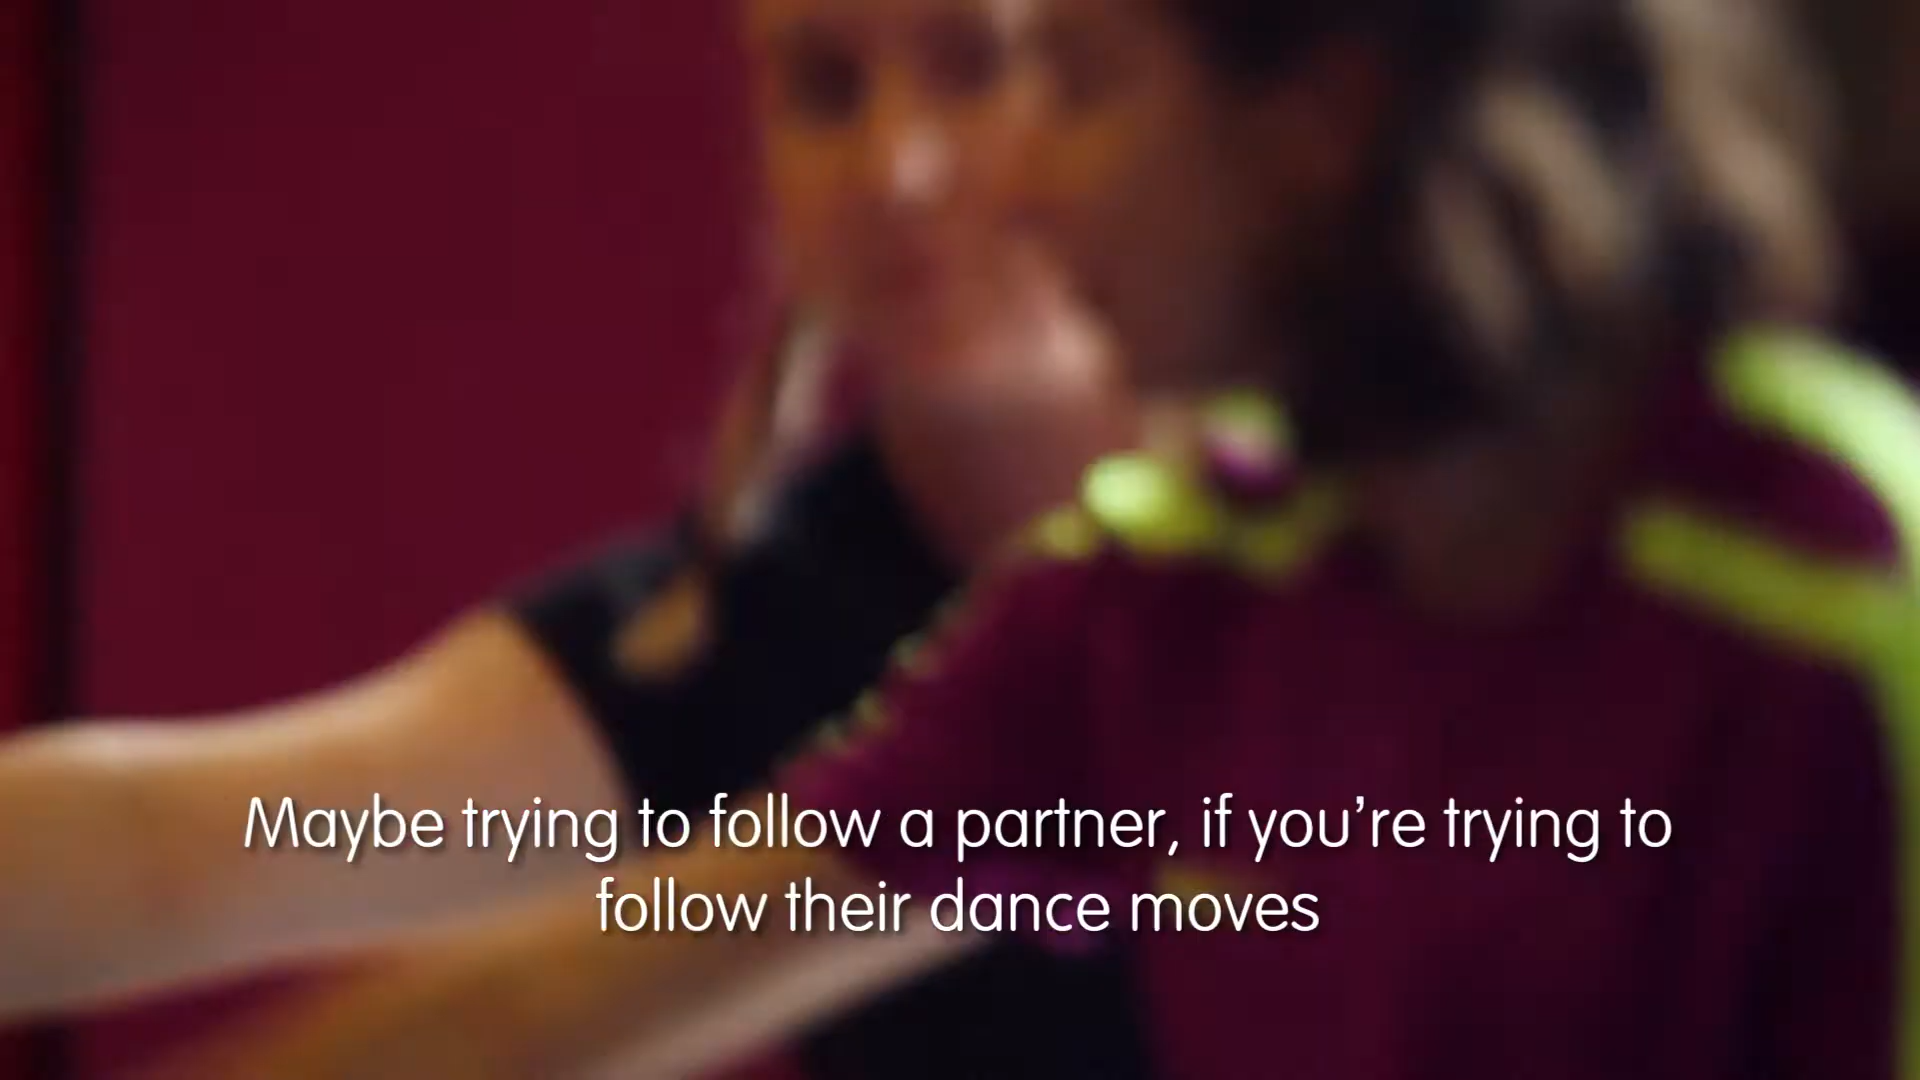 Maybe trying to follow a partner, if you’re trying to
follow their dance moves